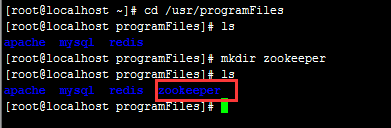 [root@localhost ~]# cd /usr/programFiles
[root@localhost programFiles]# ls
apache mysql redis
[root@localhost programFiles]# mkdir zookeeper
[root@localhost programFiles]# ls
apache mysql redis zookeeper
[root@localhost programFiles]#